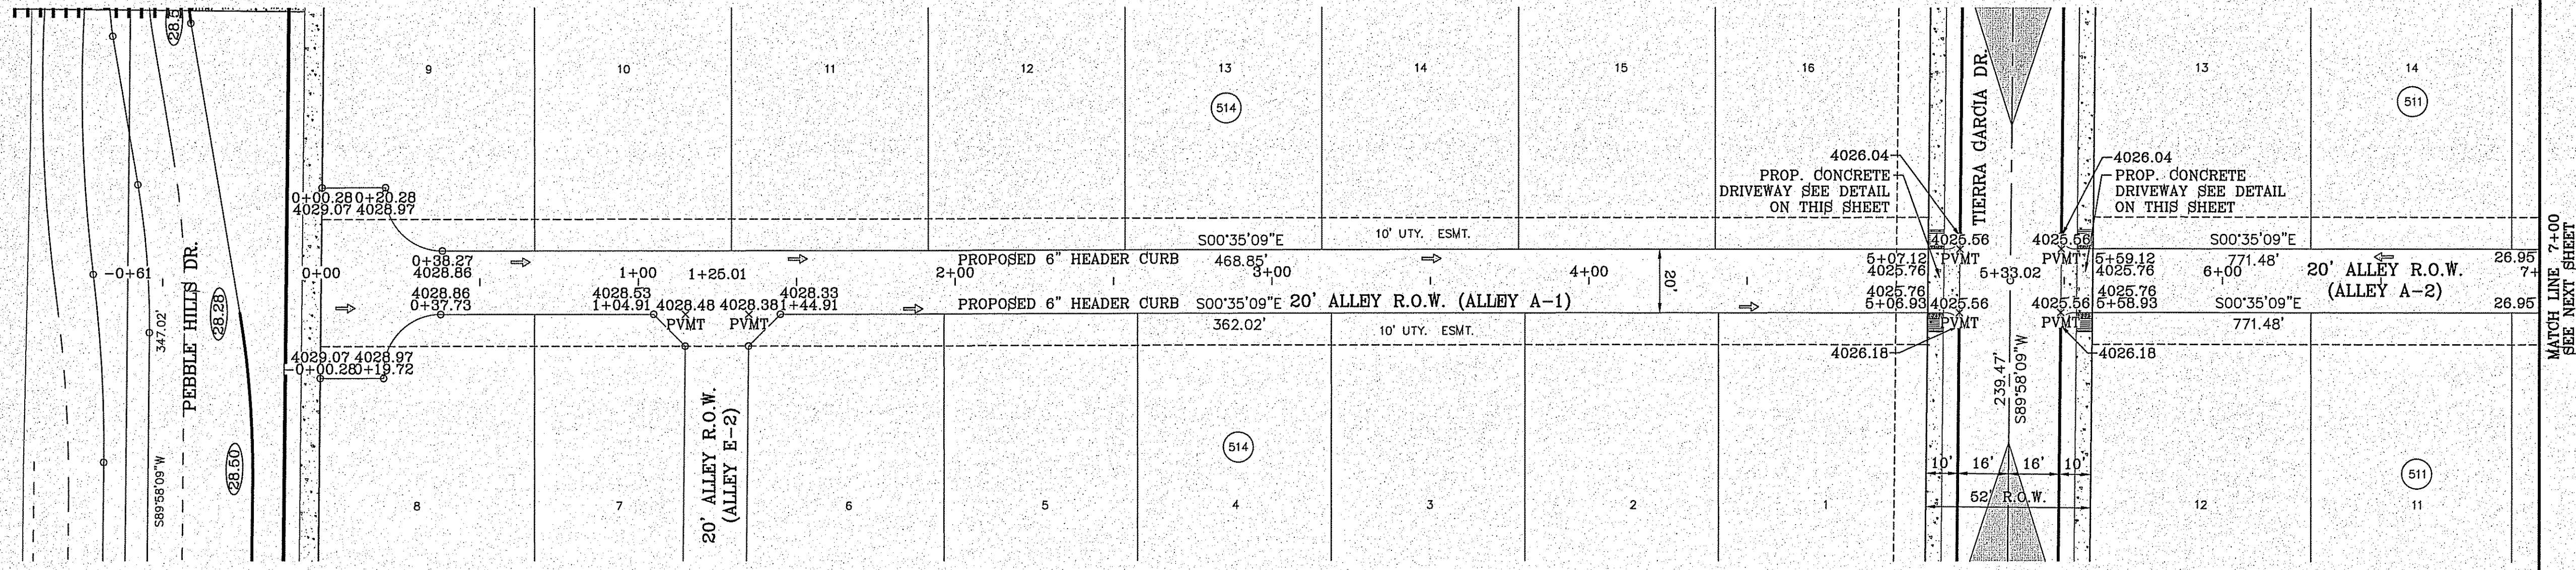 28.5
9
10
11
12
13
14
15
16
13
14
514
511
TIERRA GARCIA DR.
4026.04
PROP. CONCRETE
DRIVEWAY SEE DETAIL
ON THIS SHEET
4026.04
PROP. CONCRETE
DRIVEWAY SEE DETAIL
ON THIS SHEET
0+00.28 0+20.28
4029.07 4028.97
S00°35'09"E
468.85'
10' UTY. ESMT.
4025.56
PVMT
4025.56
PVMT
S00°35'09"E
771.48'
26.95
PEBBLE HILLS DR.
-0+61
0+00
0+38.27
4028.86
1+00
1+25.01
PROPOSED 6" HEADER CURB
2+00
3+00
4+00
20'
5+07.12
4025.76
5+33.02
5+59.12
4025.76
6+00
20' ALLEY R.O.W.
(ALLEY A-2)
7+
MATCH LINE 7+00
SEE NEXT SHEET
28.28
347.02'
4028.86
0+37.73
4028.53
1+04.91
4028.48
PVMT
4028.38
PVMT
4028.33
1+44.91
PROPOSED 6" HEADER CURB
S00°35'09"E
362.02'
20' ALLEY R.O.W. (ALLEY A-1)
10' UTY. ESMT.
4025.76
5+06.93
4025.56
PVMT
4025.56
PVMT
4025.76
5+58.93
S00°35'09"E
771.48'
26.95
4029.07 4028.97
-0+00.28 0+19.72
4026.18
4026.18
239.47'
S89°58'09"W
20' ALLEY R.O.W.
(ALLEY E-2)
28.50
S89°58'09"W
514
511
10'
16'
16'
10'
52' R.O.W.
8
7
6
5
4
3
2
1
12
11